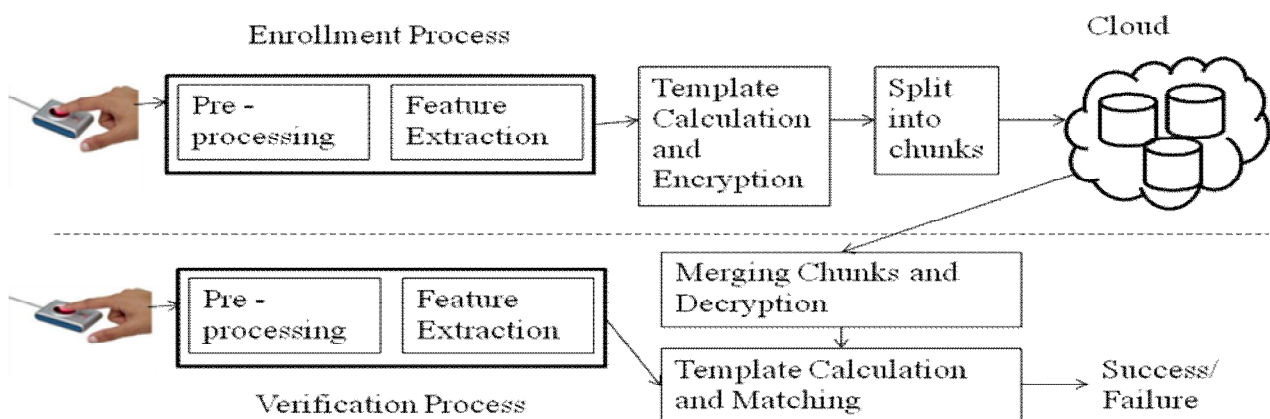 Enrollment Process
Cloud
Pre -
processing
Feature
Extraction
Template
Calculation
and
Encryption
Split
into
chunks
Merging Chunks and
Decryption
Pre -
processing
Feature
Extraction
Template Calculation
and Matching
Success/
Failure
Verification Process